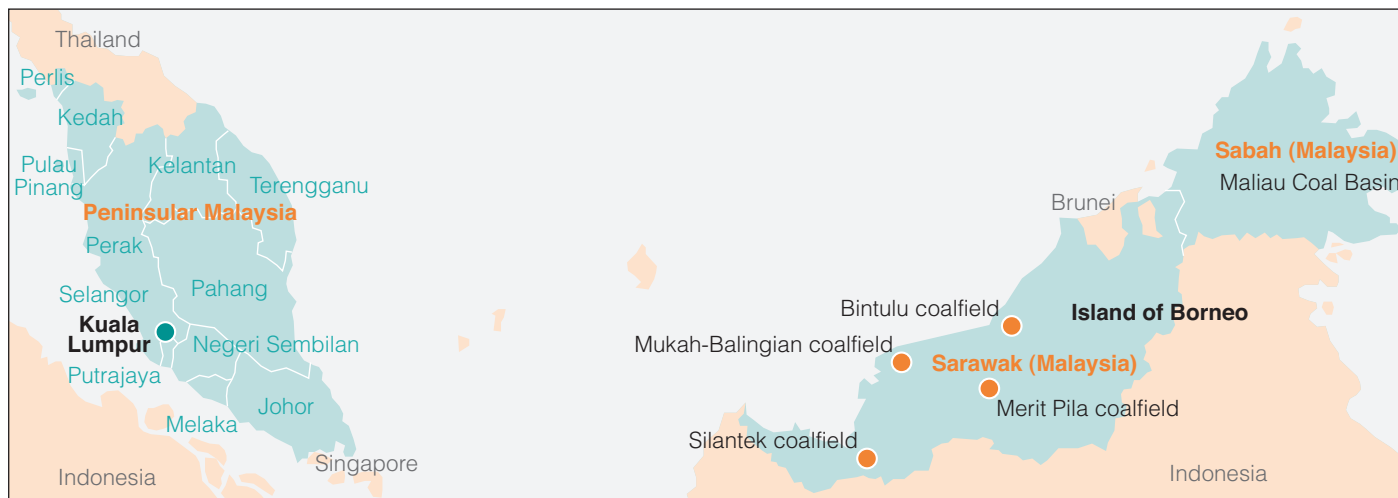 Thailand
Perlis
Kedah
Pulau
Pinang
Kelantan
Terengganu
Peninsular Malaysia
Perak
Selangor
Pahang
Kuala
Lumpur
Negeri Sembilan
Putrajaya
Johor
Melaka
Singapore
Indonesia
Sabah (Malaysia)
Maliau Coal Basin
Brunei
Bintulu coalfield
Island of Borneo
Mukah-Balingian coalfield
Sarawak (Malaysia)
Merit Pila coalfield
Silantek coalfield
Indonesia